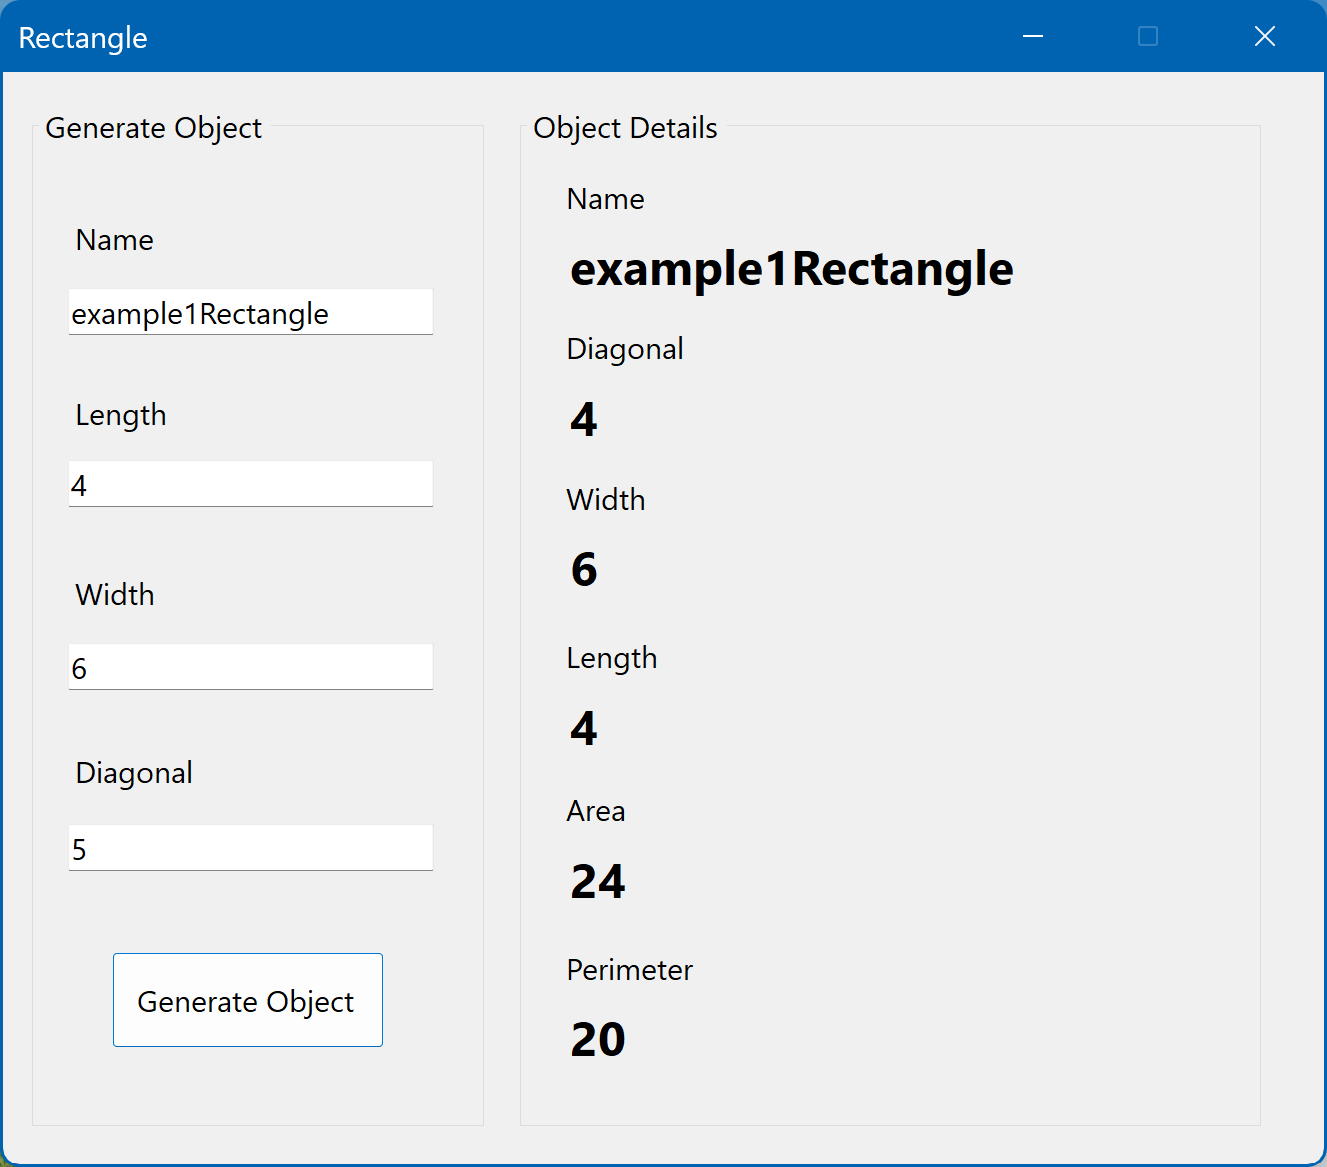 Rectangle
Generate Object
Name
example1Rectangle
Length
4
Width
6
Diagonal
5
Generate Object
Object Details
Name
example1Rectangle
Diagonal
4
Width
6
Length
4
Area
24
Perimeter
20